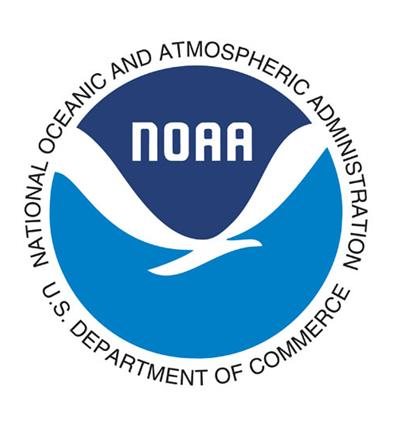 NATIONAL OCEANIC AND ATMOSPHERIC ADMINISTRATION
NOAA
U.S. DEPARTMENT OF COMMERCE